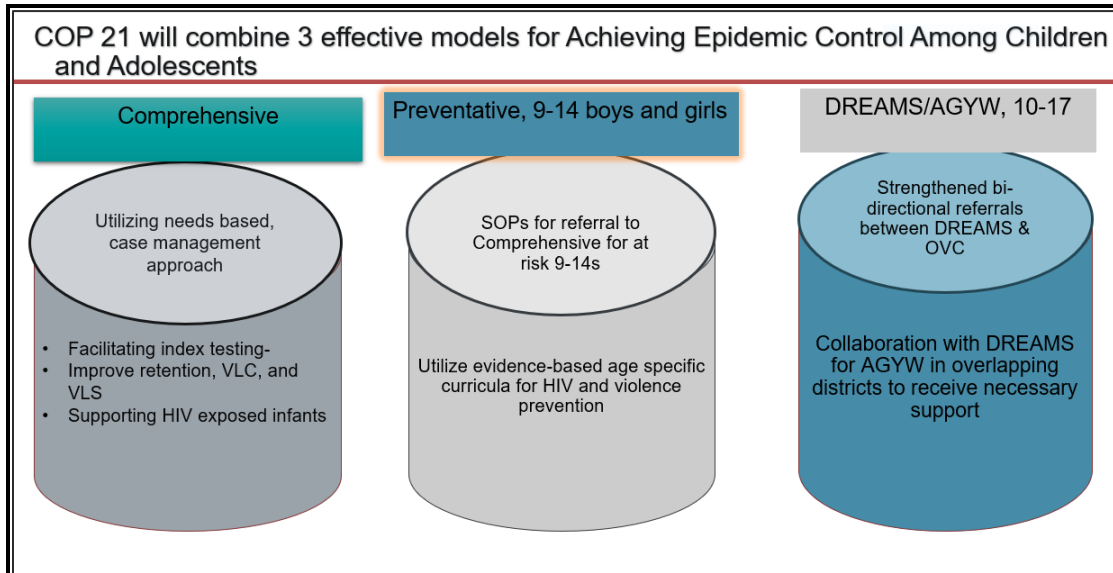 COP 21 will combine 3 effective models for Achieving Epidemic Control Among Children
and Adolescents
Comprehensive
Utilizing needs based,
case management
approach
• Facilitating index testing-
• Improve retention, VLC, and
VLS
• Supporting HIV exposed infants
Preventative, 9-14 boys and girls
SOPs for referral to
Comprehensive for at
risk 9-14s
Utilize evidence-based age specific
curricula for HIV and violence
prevention
DREAMS/AGYW, 10-17
Strengthened bi-
directional referrals
between DREAMS &
OVC
Collaboration with DREAMS
for AGYW in overlapping
districts to receive necessary
support